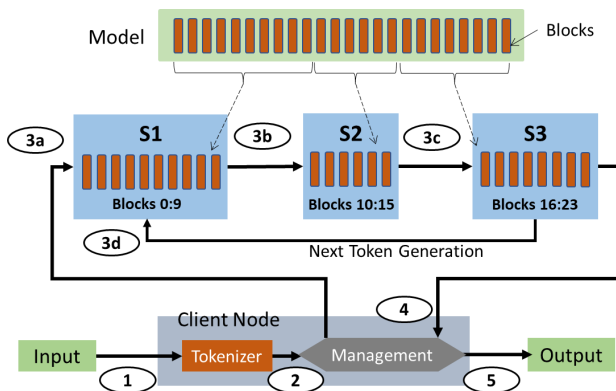 Model
Blocks
3a
S1
3b
S2
3c
S3
Blocks 0:9
Blocks 10:15
Blocks 16:23
3d
Next Token Generation
4
Client Node
Input
Tokenizer
Management
Output
1
2
5